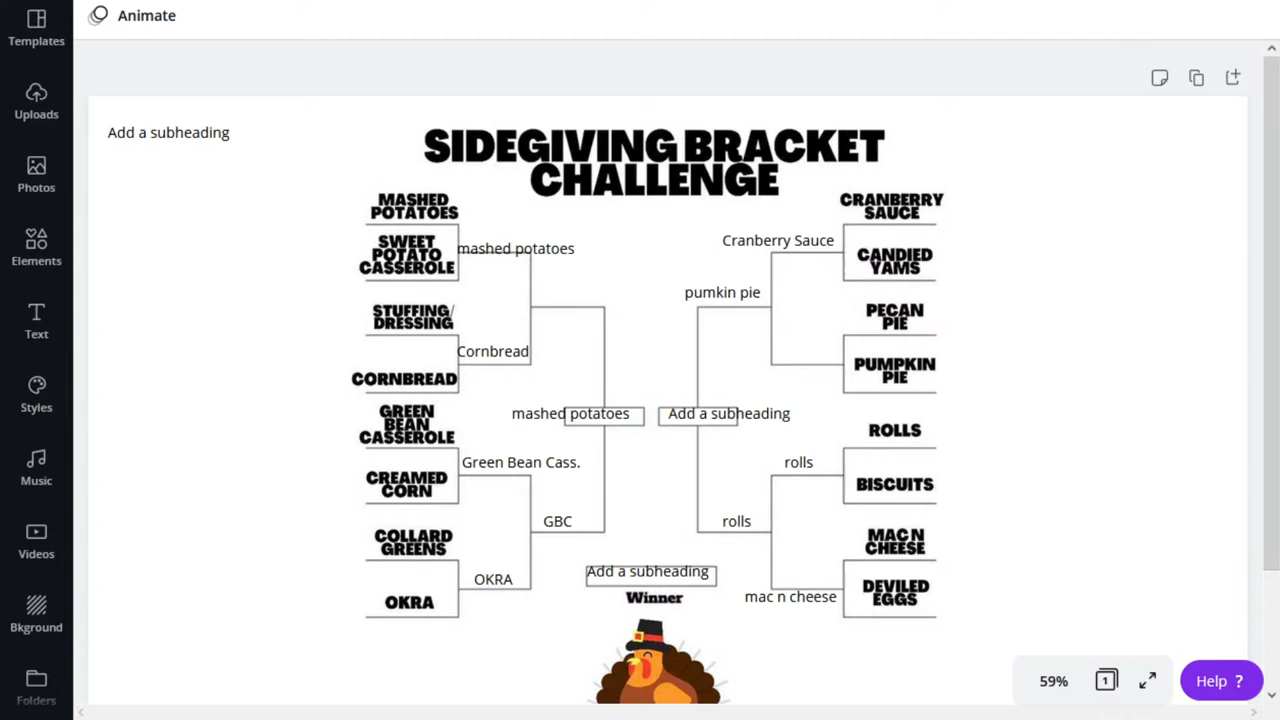 Animate
Templates
Uploads
Photos
Elements
Text
Styles
Music
Videos
Bkground
Folders
Add a subheading
SIDEGIVING BRACKET
CHALLENGE
MASHED
POTATOES
SWEET
POTATO
CASSEROLE
mashed potatoes
STUFFING/
DRESSING
Cornbread
CORNBREAD
mashed potatoes
GREEN
BEAN
CASSEROLE
Green Bean Cass.
CREAMED
CORN
GBC
COLLARD
GREENS
OKRA
OKRA
CRANBERRY
SAUCE
Cranberry Sauce
CANDIED
YAMS
pumkin pie
PECAN
PIE
PUMPKIN
PIE
Add a subheading
ROLLS
rolls
BISCUITS
rolls
MAC N
CHEESE
mac n cheese
DEVILED
EGGS
Add a subheading
Winner
59%
1
Help ?